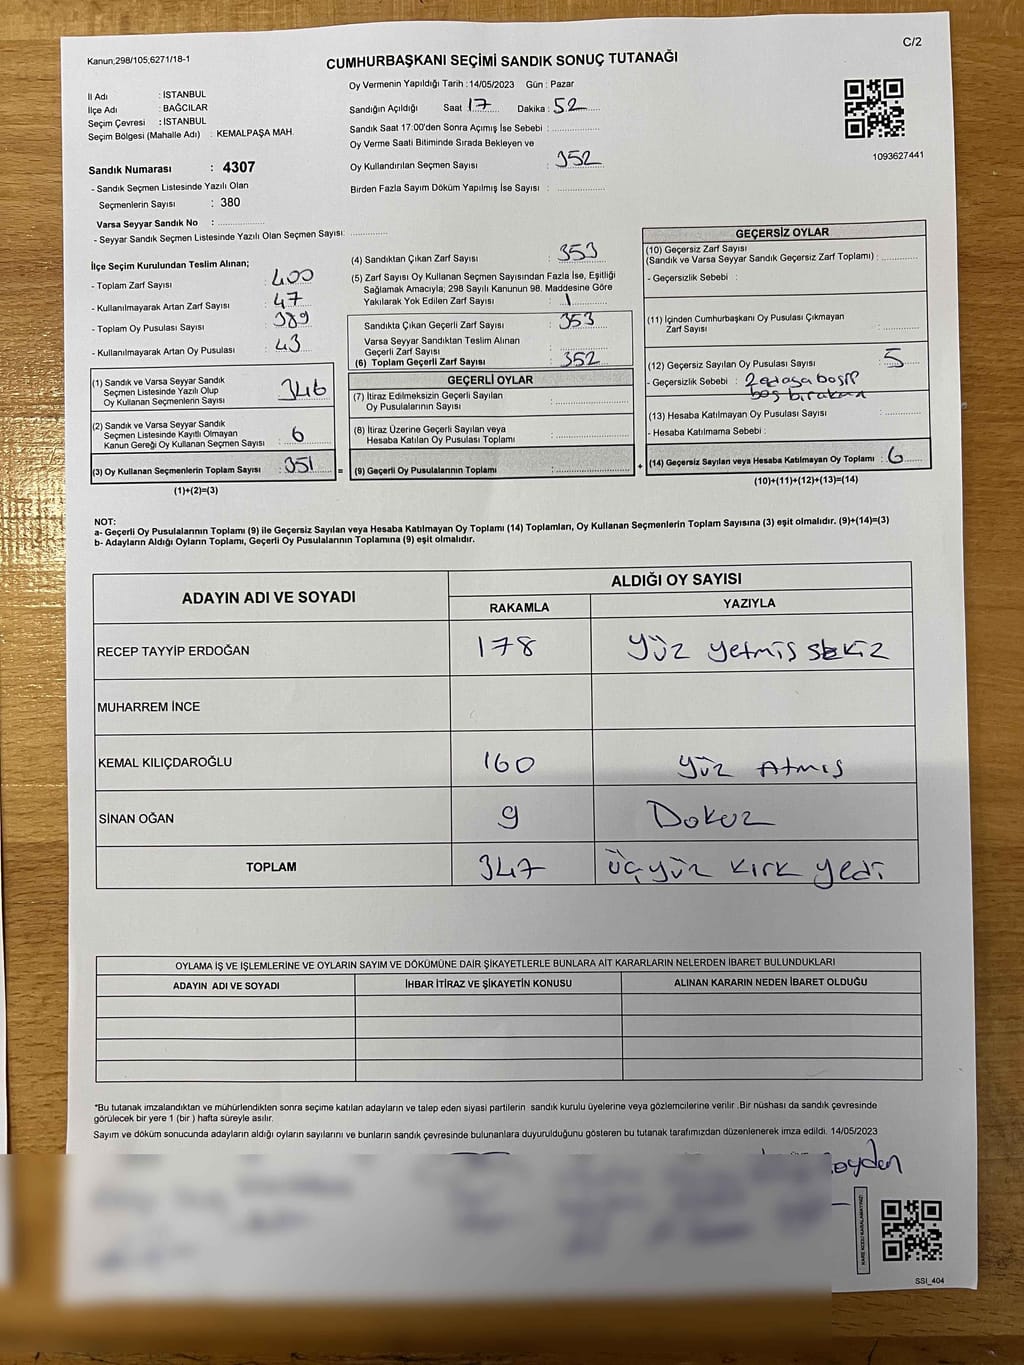 C/2
Kanun,298/105,6271/18-1
CUMHURBAŞKANI SEÇİMİ SANDIK SONUÇ TUTANAĞI
İl Adı : İSTANBUL
İlçe Adı : BAĞCILAR
Seçim Çevresi : İSTANBUL
Seçim Bölgesi (Mahalle Adı) : KEMALPAŞA MAH.
Oy Vermenin Yapıldığı Tarih : 14/05/2023 Gün : Pazar
Sandığın Açıldığı Saat 17 Dakika : 52
Sandık Saat 17:00'den Sonra Açımış İse Sebebi :
Oy Verme Saati Bitiminde Sırada Bekleyen ve
Oy Kullandırılan Seçmen Sayısı : 352
Birden Fazla Sayım Döküm Yapılmış İse Sayısı :
1093627441
Sandık Numarası : 4307
- Sandık Seçmen Listesinde Yazılı Olan
Seçmenlerin Sayısı : 380
Varsa Seyyar Sandık No :
- Seyyar Sandık Seçmen Listesinde Yazılı Olan Seçmen Sayısı:
İlçe Seçim Kurulundan Teslim Alınan;
- Toplam Zarf Sayısı : 400
- Kullanılmayarak Artan Zarf Sayısı : 47
- Toplam Oy Pusulası Sayısı : 389
- Kullanılmayarak Artan Oy Pusulası : 43
(1) Sandık ve Varsa Seyyar Sandık
Seçmen Listesinde Yazılı Olup
Oy Kullanan Seçmenlerin Sayısı : 346
(2) Sandık ve Varsa Seyyar Sandık
Seçmen Listesinde Kayıtlı Olmayan
Kanun Gereği Oy Kullanan Seçmen Sayısı : 6
(3) Oy Kullanan Seçmenlerin Toplam Sayısı : 351
(1)+(2)=(3)
(4) Sandıktan Çıkan Zarf Sayısı : 353
(5) Zarf Sayısı Oy Kullanan Seçmen Sayısından Fazla İse, Eşitliği
Sağlamak Amacıyla; 298 Sayılı Kanunun 98. Maddesine Göre
Yakılarak Yok Edilen Zarf Sayısı : 1
Sandıkta Çıkan Geçerli Zarf Sayısı : 353
Varsa Seyyar Sandıktan Teslim Alınan
Geçerli Zarf Sayısı :
(6) Toplam Geçerli Zarf Sayısı : 352
GEÇERLİ OYLAR
(7) İtiraz Edilmeksizin Geçerli Sayılan
Oy Pusulalarının Sayısı :
(8) İtiraz Üzerine Geçerli Sayılan veya
Hesaba Katılan Oy Pusulası Toplamı :
= (9) Geçerli Oy Pusulalarının Toplamı :
GEÇERSİZ OYLAR
(10) Geçersiz Zarf Sayısı
(Sandık ve Varsa Seyyar Sandık Geçersiz Zarf Toplamı) :
- Geçersizlik Sebebi :
(11) İçinden Cumhurbaşkanı Oy Pusulası Çıkmayan
Zarf Sayısı :
(12) Geçersiz Sayılan Oy Pusulası Sayısı : 5
- Geçersizlik Sebebi :
(13) Hesaba Katılmayan Oy Pusulası Sayısı :
- Hesaba Katılmama Sebebi :
+ (14) Geçersiz Sayılan veya Hesaba Katılmayan Oy Toplamı : 6
(10)+(11)+(12)+(13)=(14)
NOT:
a- Geçerli Oy Pusulalarının Toplamı (9) ile Geçersiz Sayılan veya Hesaba Katılmayan Oy Toplamı (14) Toplamları, Oy Kullanan Seçmenlerin Toplam Sayısına (3) eşit olmalıdır. (9)+(14)=(3)
b- Adayların Aldığı Oyların Toplamı, Geçerli Oy Pusulalarının Toplamına (9) eşit olmalıdır.
ADAYIN ADI VE SOYADI ALDIĞI OY SAYISI
RAKAMLA YAZIYLA
RECEP TAYYİP ERDOĞAN 178 Yüz yetmiş sekiz
MUHARREM İNCE
KEMAL KILIÇDAROĞLU 160 Yüz Atmış
SİNAN OĞAN 9 Dokuz
TOPLAM 347 üçyüz kırk yedi
OYLAMA İŞ VE İŞLEMLERİNE VE OYLARIN SAYIM VE DÖKÜMÜNE DAİR ŞİKAYETLERLE BUNLARA AİT KARARLARIN NELERDEN İBARET BULUNDUKLARI
ADAYIN ADI VE SOYADI İHBAR İTİRAZ VE ŞİKAYETİN KONUSU ALINAN KARARIN NEDEN İBARET OLDUĞU
*Bu tutanak imzalandıktan ve mühürlendikten sonra seçime katılan adayların ve talep eden siyasi partilerin sandık kurulu üyelerine veya gözlemcilerine verilir .Bir nüshası da sandık çevresinde
görülecek bir yere 1 (bir ) hafta süreyle asılır.
Sayım ve döküm sonucunda adayların aldığı oyların sayılarını ve bunların sandık çevresinde bulunanlara duyurulduğunu gösteren bu tutanak tarafımızdan düzenlenerek imza edildi. 14/05/2023
KARE KODU KARALAMAYINIZ!
SSI_404